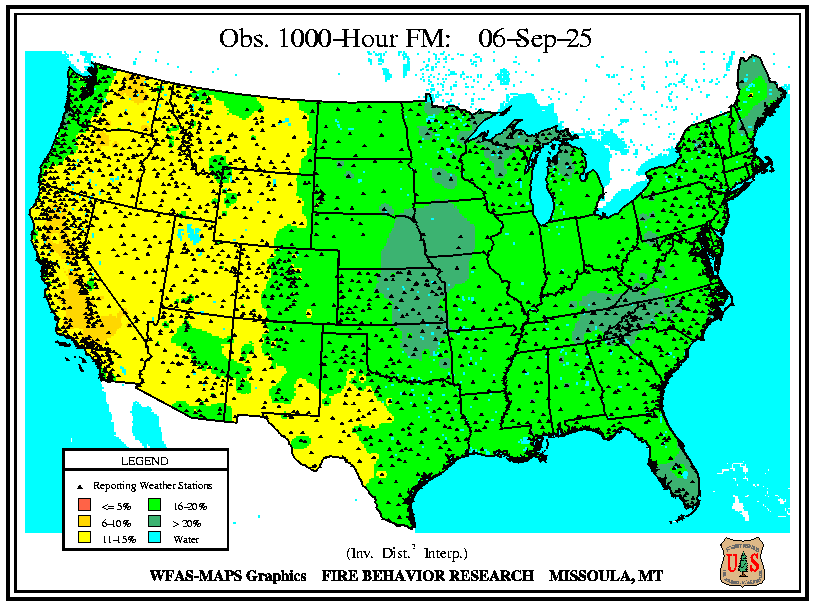 Obs. 1000-Hour FM: 06-Sep-25
LEGEND
Reporting Weather Stations
<= 5% 16-20%
6-10% > 20%
11-15% Water
(Inv. Dist.² Interp.)
WFAS-MAPS Graphics FIRE BEHAVIOR RESEARCH MISSOULA, MT
U S